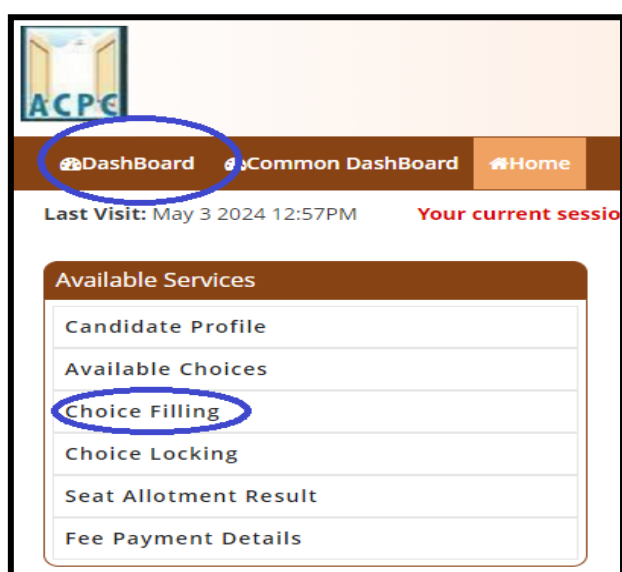 ACPC
DashBoard Common DashBoard Home
Last Visit: May 3 2024 12:57PM Your current sessio
Available Services
Candidate Profile
Available Choices
Choice Filling
Choice Locking
Seat Allotment Result
Fee Payment Details